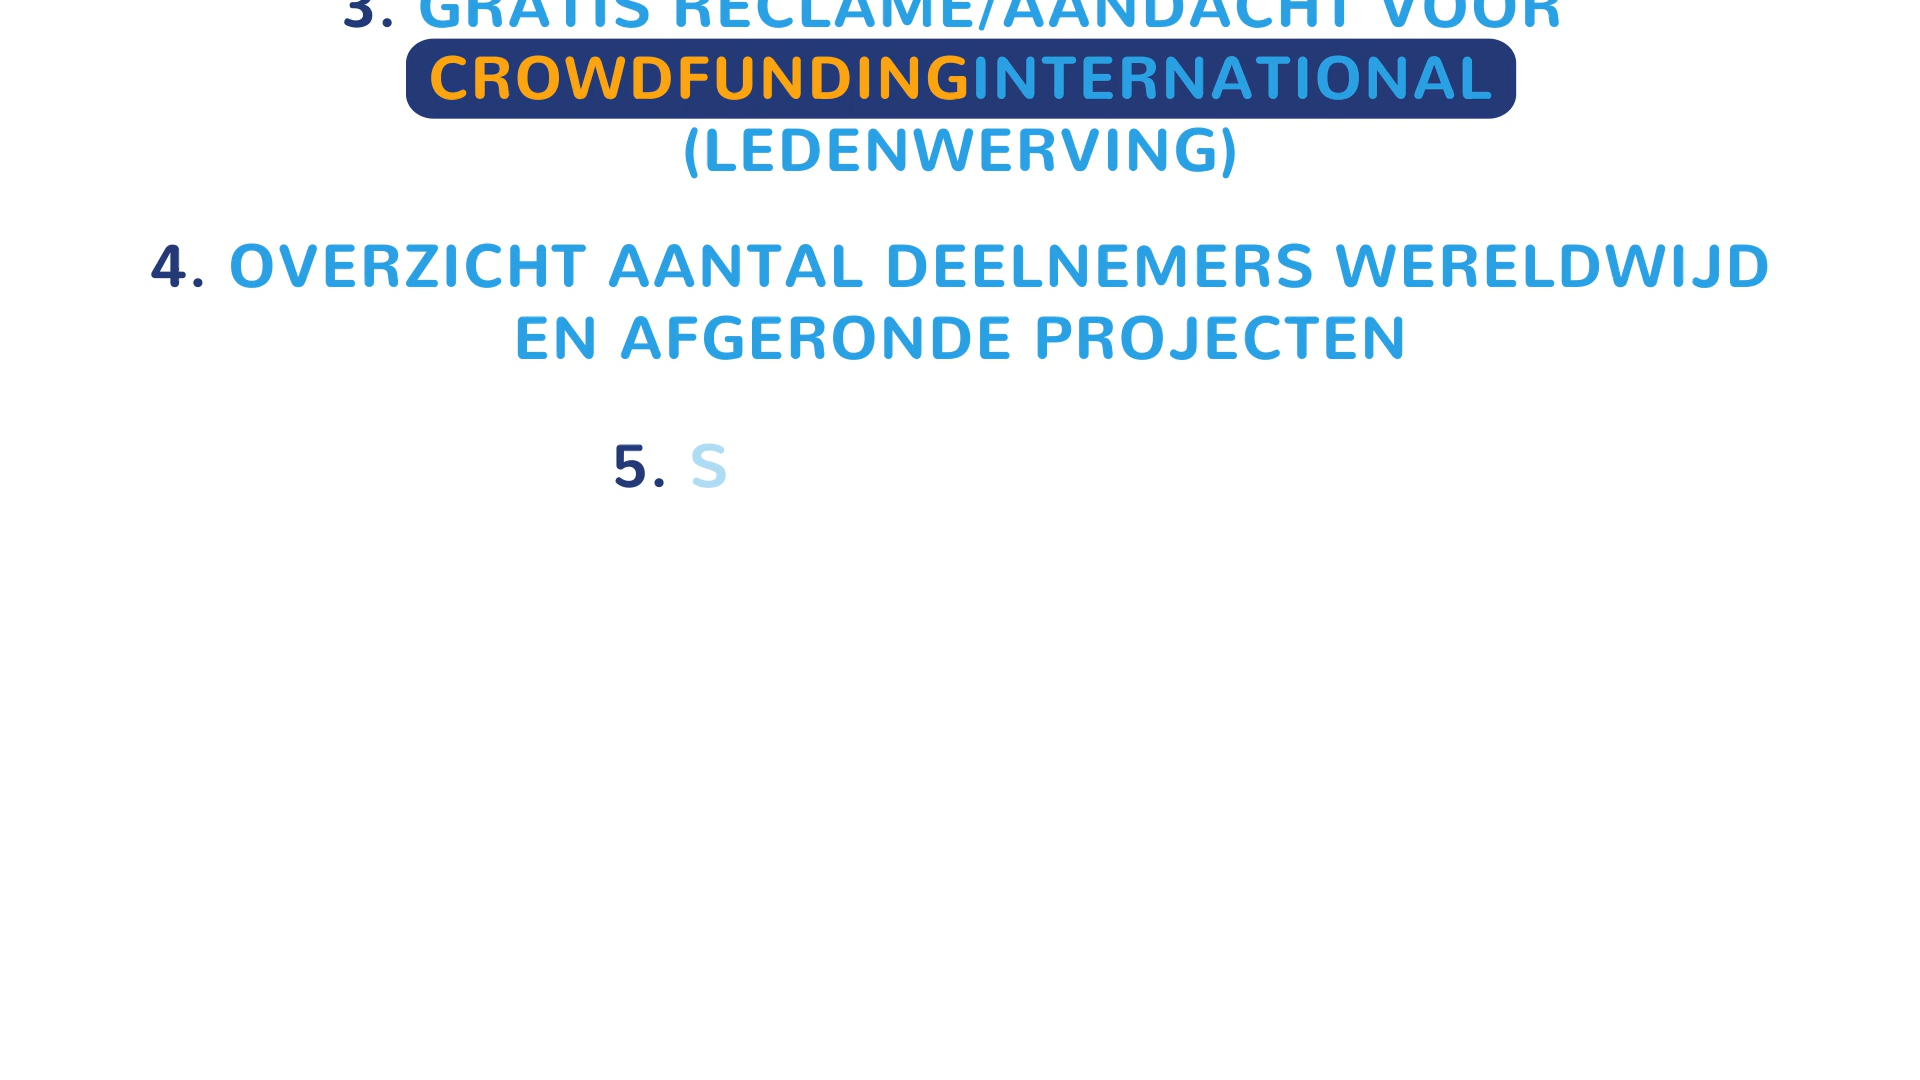 3. GRATIS RECLAME/AANDACHT VOOR
CROWDFUNDINGINTERNATIONAL
(LEDENWERVING)
4. OVERZICHT AANTAL DEELNEMERS WERELDWIJD
EN AFGERONDE PROJECTEN
5. S